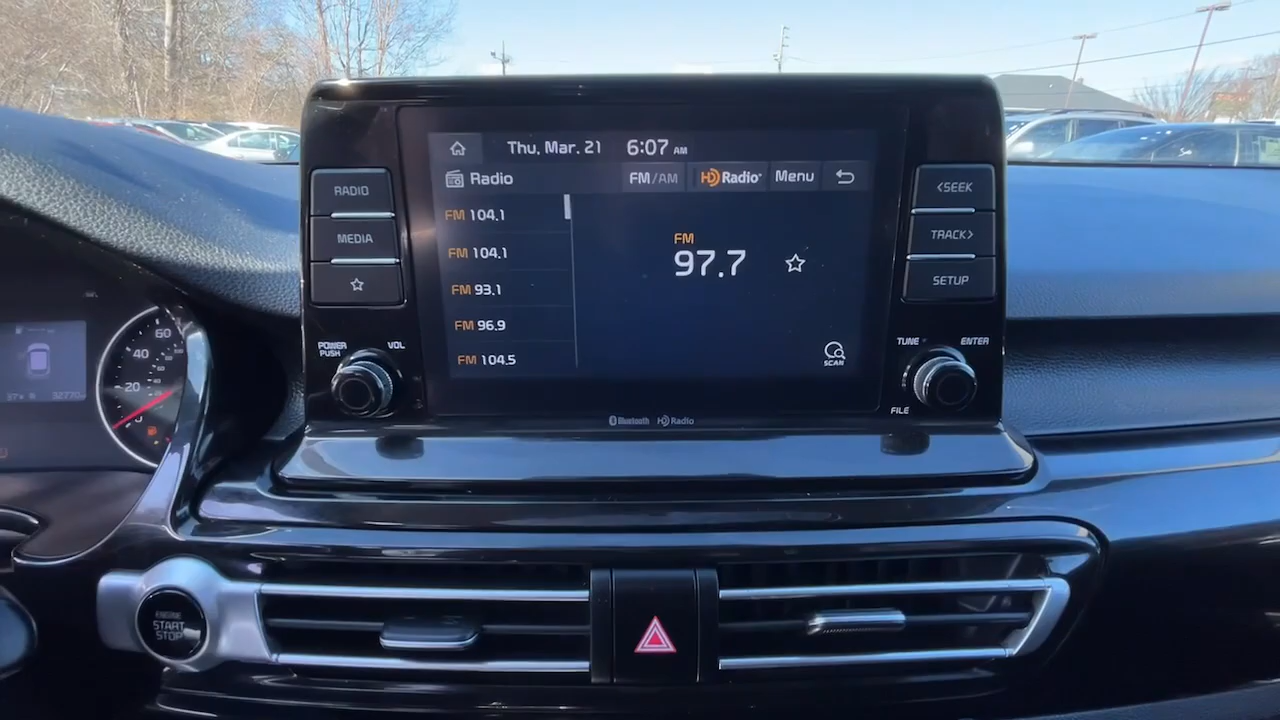 Thu, Mar. 21 6:07 AM
Radio FM/AM HD Radio Menu
FM 104.1
FM 104.1
FM 93.1
FM 96.9
FM 104.5
FM
97.7
SCAN
RADIO
MEDIA
POWER
PUSH
VOL
<SEEK
TRACK>
SETUP
TUNE
ENTER
FILE
Bluetooth HD Radio
60
40
20
ENGINE
START
STOP